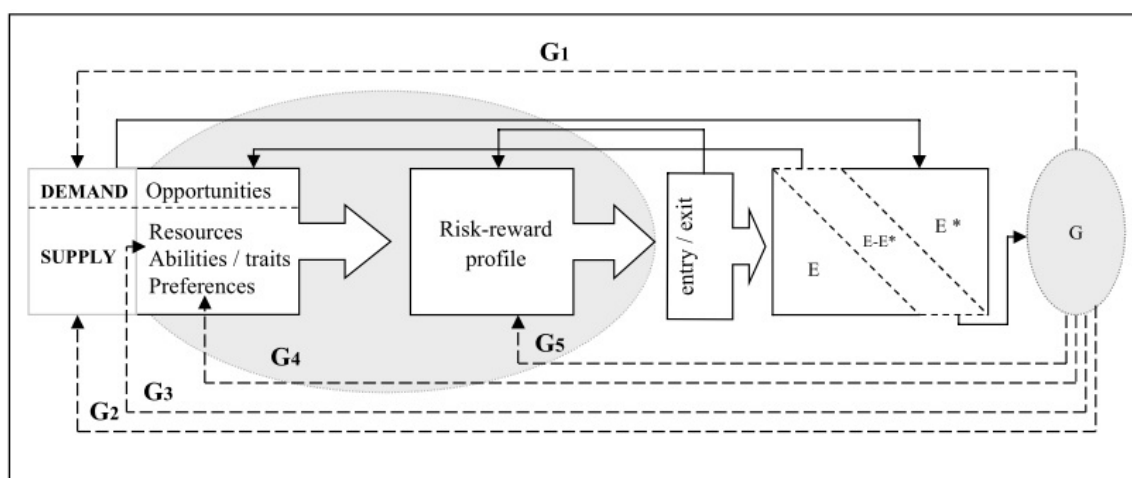 G1
DEMAND
Opportunities
SUPPLY
Resources
Abilities / traits
Preferences
Risk-reward
profile
entry / exit
E
E-E*
E *
G
G5
G4
G3
G2